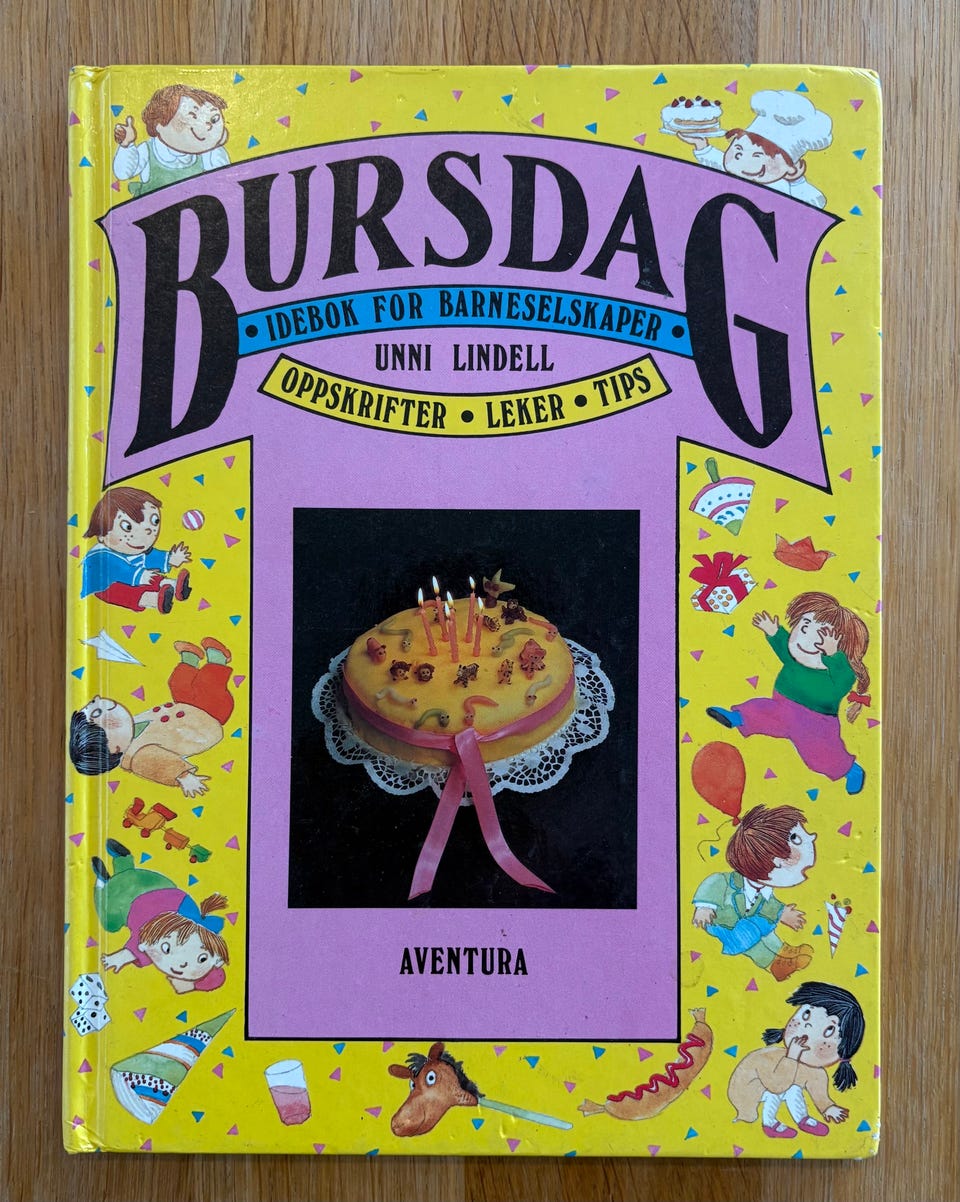 BURSDAG
• IDEBOK FOR BARNESELSKAPER •
UNNI LINDELL
OPPSKRIFTER • LEKER • TIPS
AVENTURA